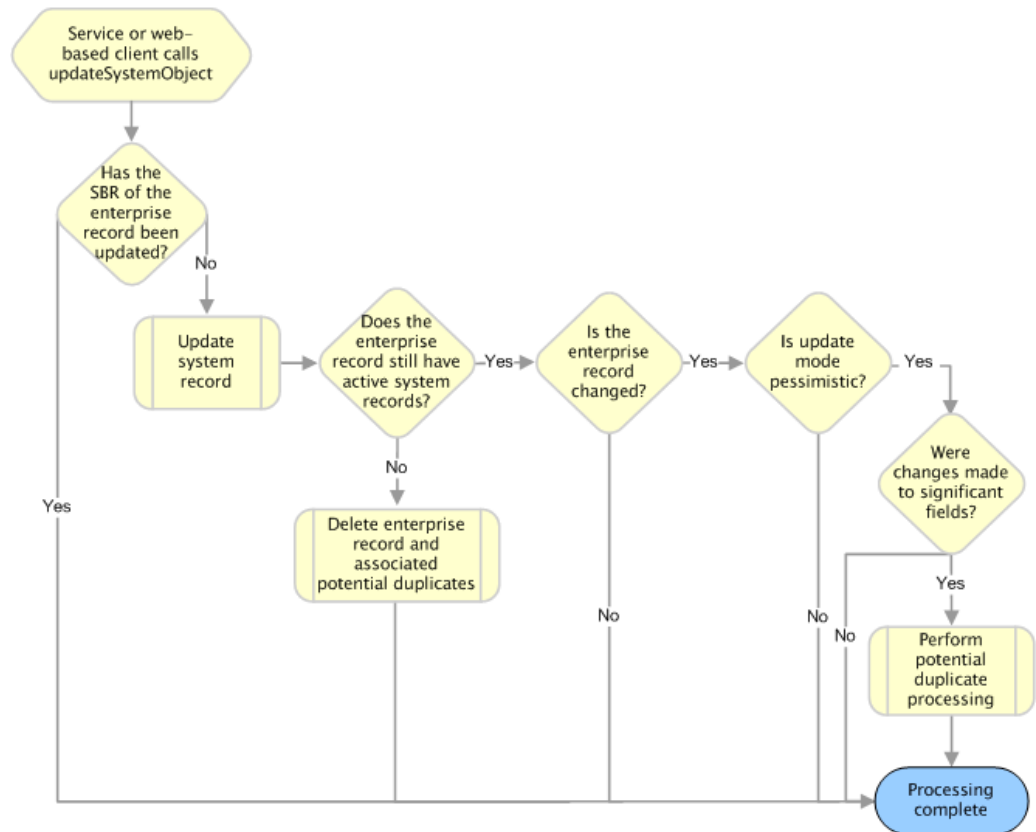 Service or web-
based client calls
updateSystemObject
Has the
SBR of the
enterprise
record been
updated?
No
Update
system
record
Does the
enterprise
record still have
active system
records?
Yes
Is the
enterprise
record
changed?
Yes
Is update
mode
pessimistic?
Yes
Were
changes made
to significant
fields?
Yes
No
Delete enterprise
record and
associated
potential duplicates
No
No
No
Yes
Perform
potential
duplicate
processing
Processing
complete